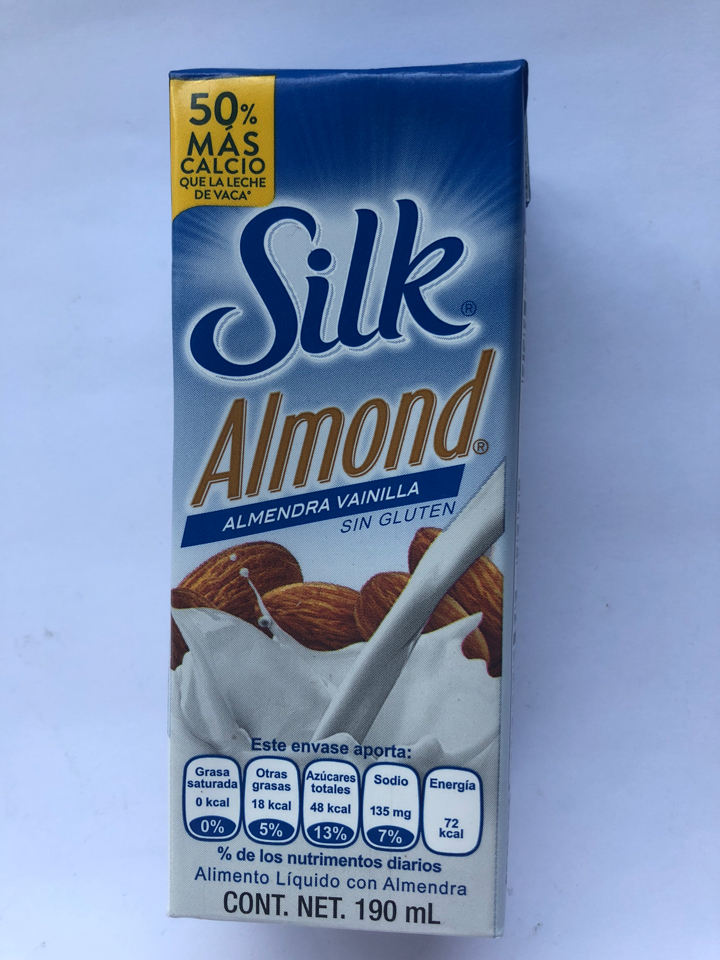 50%
MÁS
CALCIO
QUE LA LECHE
DE VACA*
Silk®
Almond®
ALMENDRA VAINILLA
SIN GLUTEN
Este envase aporta:
Grasa saturada 0 kcal 0%
Otras grasas 18 kcal 5%
Azúcares totales 48 kcal 13%
Sodio 135 mg 7%
Energía 72 kcal
% de los nutrimentos diarios
Alimento Líquido con Almendra
CONT. NET. 190 mL